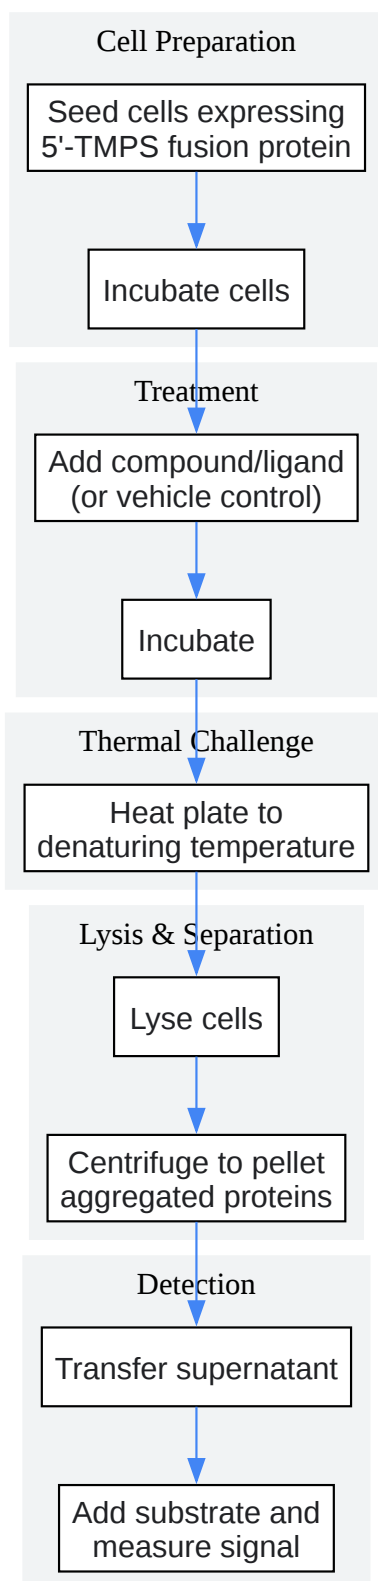 Cell Preparation
Seed cells expressing
5'-TMPS fusion protein
Incubate cells
Treatment
Add compound/ligand
(or vehicle control)
Incubate
Thermal Challenge
Heat plate to
denaturing temperature
Lysis & Separation
Lyse cells
Centrifuge to pellet
aggregated proteins
Detection
Transfer supernatant
Add substrate and
measure signal